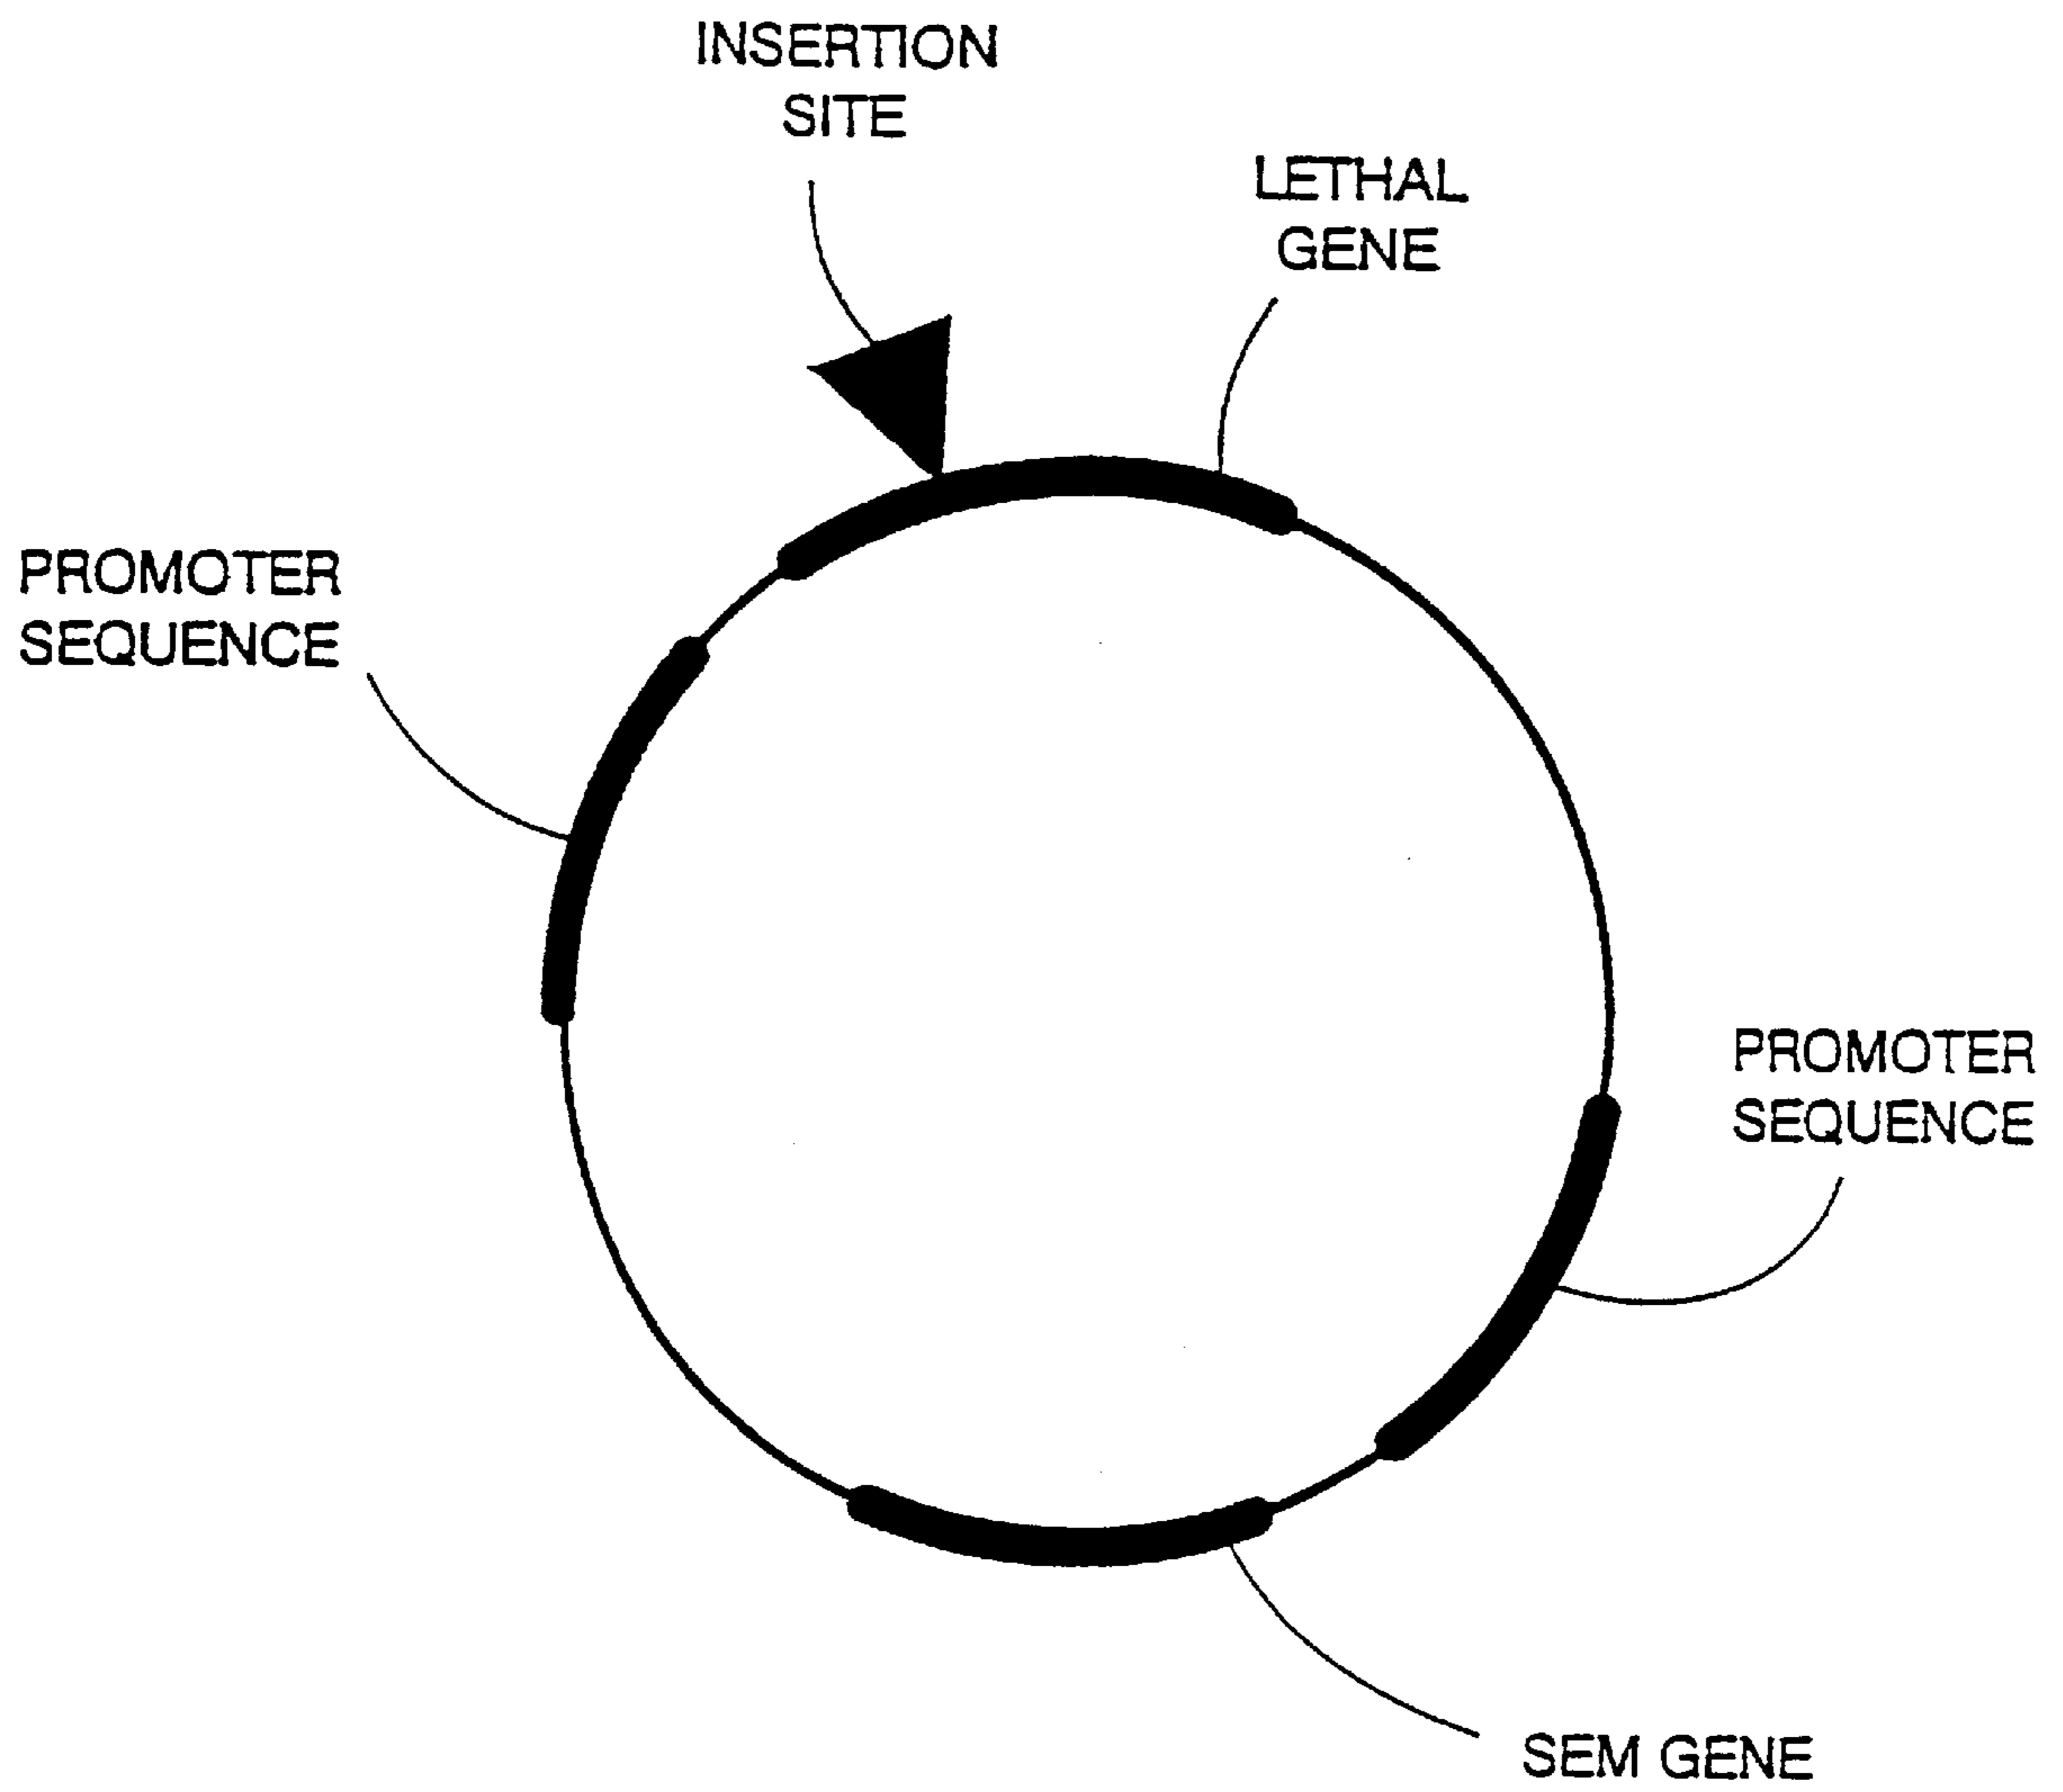 INSERTION
SITE
LETHAL
GENE
PROMOTER
SEQUENCE
PROMOTER
SEQUENCE
SEM GENE